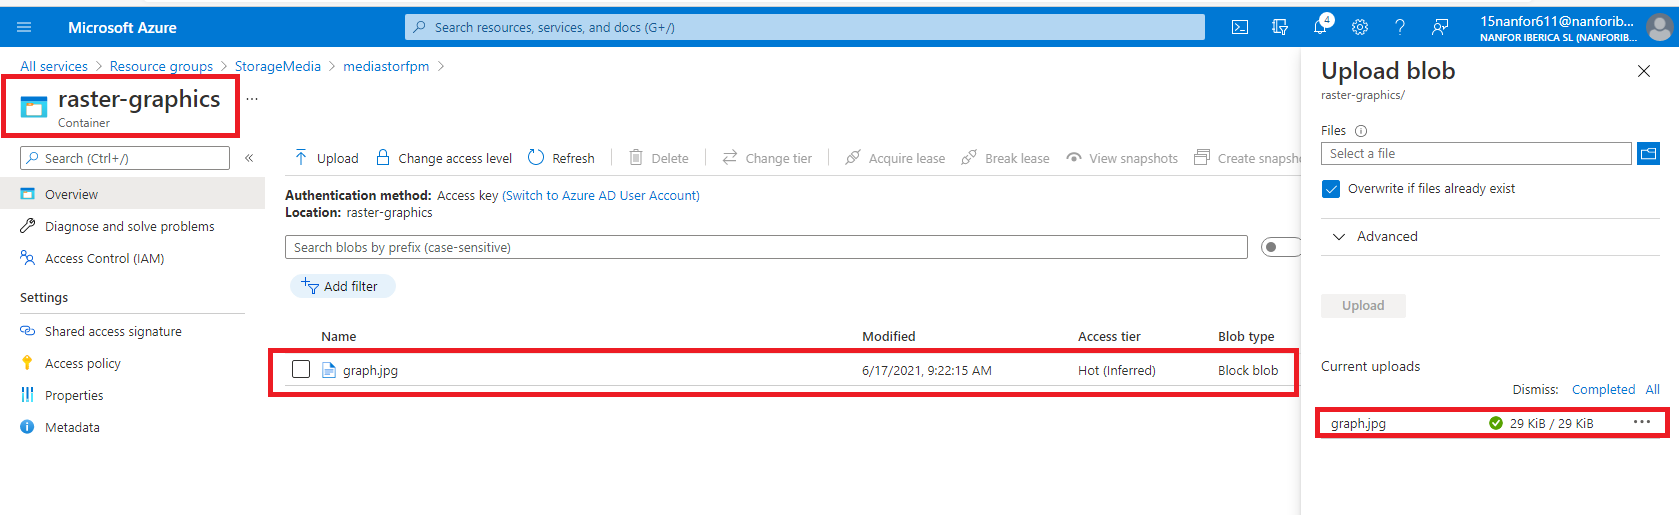 Microsoft Azure
Search resources, services, and docs (G+/)
4
15nanfor611@nanforib...
NANFOR IBERICA SL (NANFORIB...
All services > Resource groups > StorageMedia > mediastorfpm >
raster-graphics ...
Container
Search (Ctrl+/) «
Overview
Diagnose and solve problems
Access Control (IAM)
Settings
Shared access signature
Access policy
Properties
Metadata
Upload Change access level Refresh Delete Change tier Acquire lease Break lease View snapshots Create snapsh
Authentication method: Access key (Switch to Azure AD User Account)
Location: raster-graphics
Search blobs by prefix (case-sensitive)
Add filter
Name Modified Access tier Blob type
graph.jpg 6/17/2021, 9:22:15 AM Hot (Inferred) Block blob
Upload blob
raster-graphics/
Files
Select a file
Overwrite if files already exist
Advanced
Upload
Current uploads
Dismiss: Completed All
graph.jpg 29 KiB / 29 KiB ...